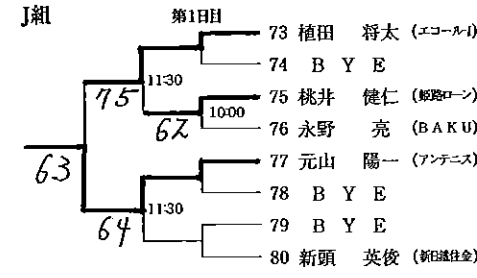 J組
第1日目
73 植田 将太 (エコールI)
74 B Y E
11:30
75
75 桃井 健仁 (姫路ローン)
62
10:00
76 永野 亮 (BAKU)
63
77 元山 陽一 (アンテニス)
78 B Y E
64
11:30
79 B Y E
80 新頭 英俊 (新日鐵住金)